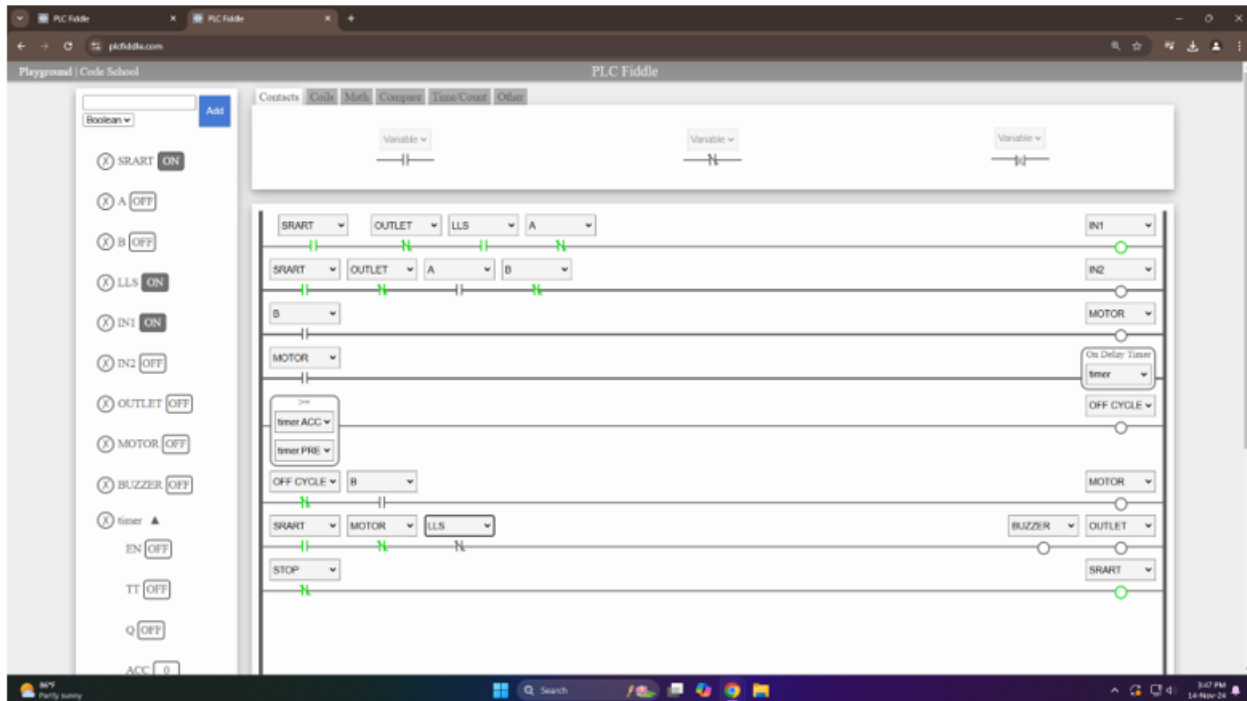 PLC Fiddle PLC Fiddle
plcfiddle.com
Playground | Code School PLC Fiddle
Contacts Coils Math Compare Time/Count Other
Add
Boolean
Variable Variable Variable
SRART ON
A OFF
B OFF
LLS ON
IN1 ON
IN2 OFF
OUTLET OFF
MOTOR OFF
BUZZER OFF
timer
EN OFF
TT OFF
Q OFF
ACC 0
SRART OUTLET LLS A IN1
SRART OUTLET A B IN2
B MOTOR
MOTOR On Delay Timer
timer
>=
timer ACC OFF CYCLE
timer PRE
OFF CYCLE B MOTOR
SRART MOTOR LLS BUZZER OUTLET
STOP SRART
86°F
Partly sunny
Search
3:47 PM
14-Nov-24